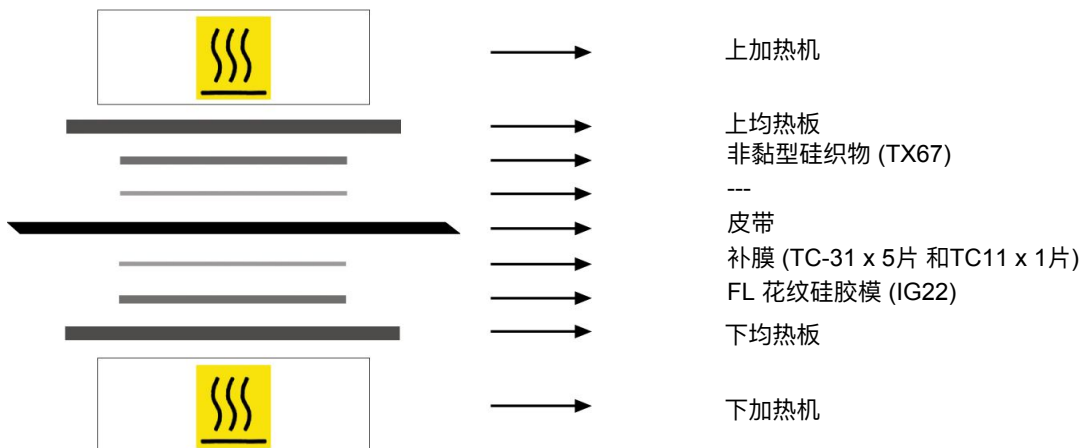 上加热机
上均热板
非黏型硅织物 (TX67)
---
皮带
补膜 (TC-31 x 5片 和TC11 x 1片)
FL 花纹硅胶模 (IG22)
下均热板
下加热机